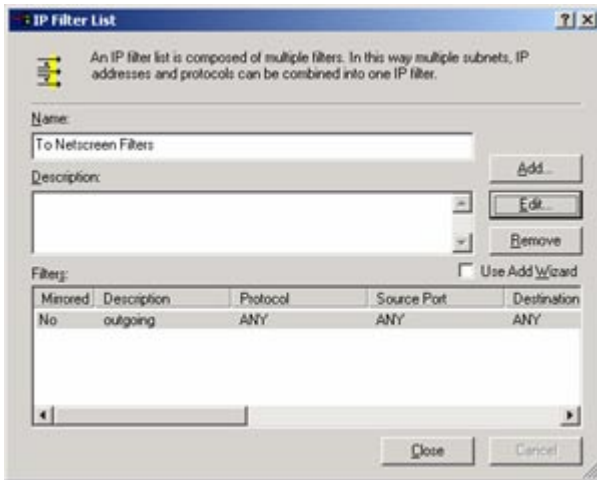 IP Filter List
An IP filter list is composed of multiple filters. In this way multiple subnets, IP
addresses and protocols can be combined into one IP filter.
Name:
To Netscreen Filters
Add...
Description:
Edit...
Remove
Filters:
Use Add Wizard
Mirrored Description Protocol Source Port Destination
No outgoing ANY ANY ANY
Close
Cancel